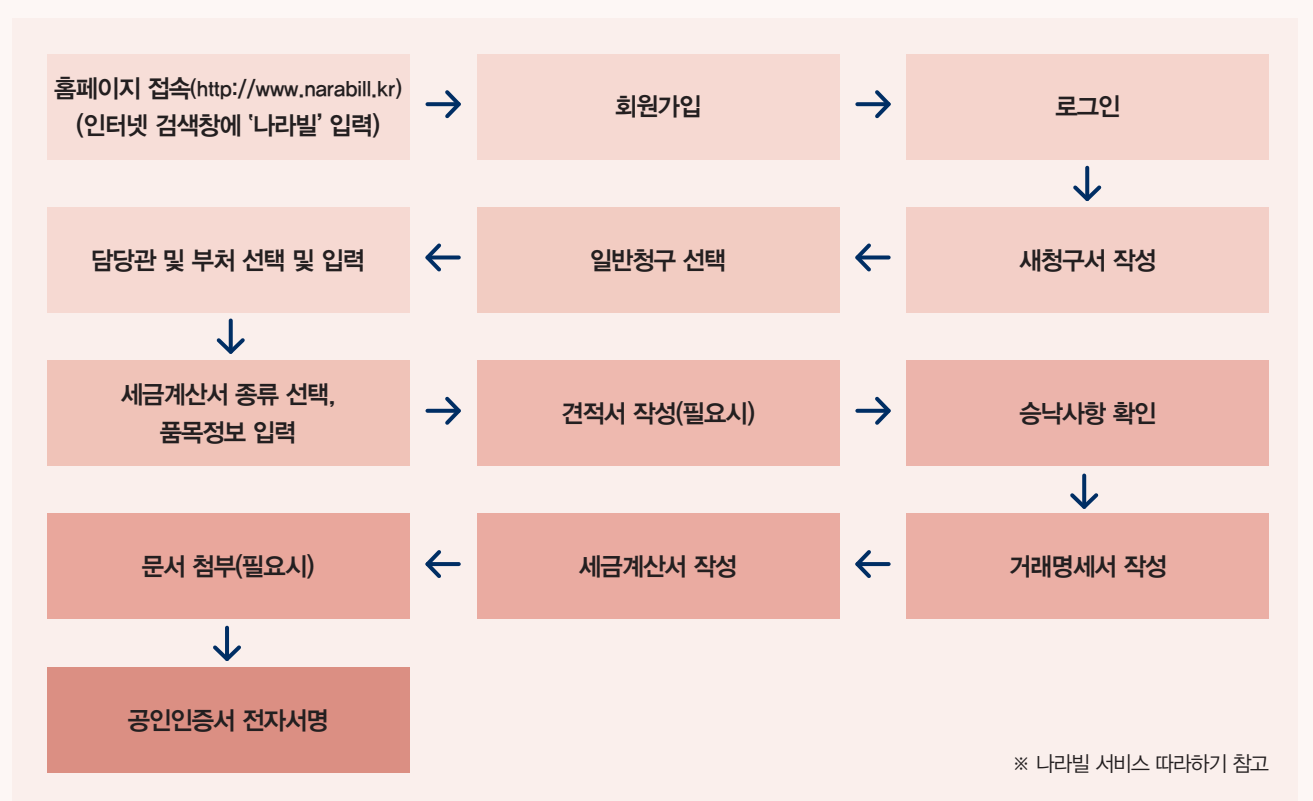 홈페이지 접속(http://www.narabill.kr)
(인터넷 검색창에 ‘나라빌’ 입력)
회원가입
로그인
새청구서 작성
일반청구 선택
담당관 및 부처 선택 및 입력
세금계산서 종류 선택,
품목정보 입력
견적서 작성(필요시)
승낙사항 확인
거래명세서 작성
세금계산서 작성
문서 첨부(필요시)
공인인증서 전자서명
※ 나라빌 서비스 따라하기 참고